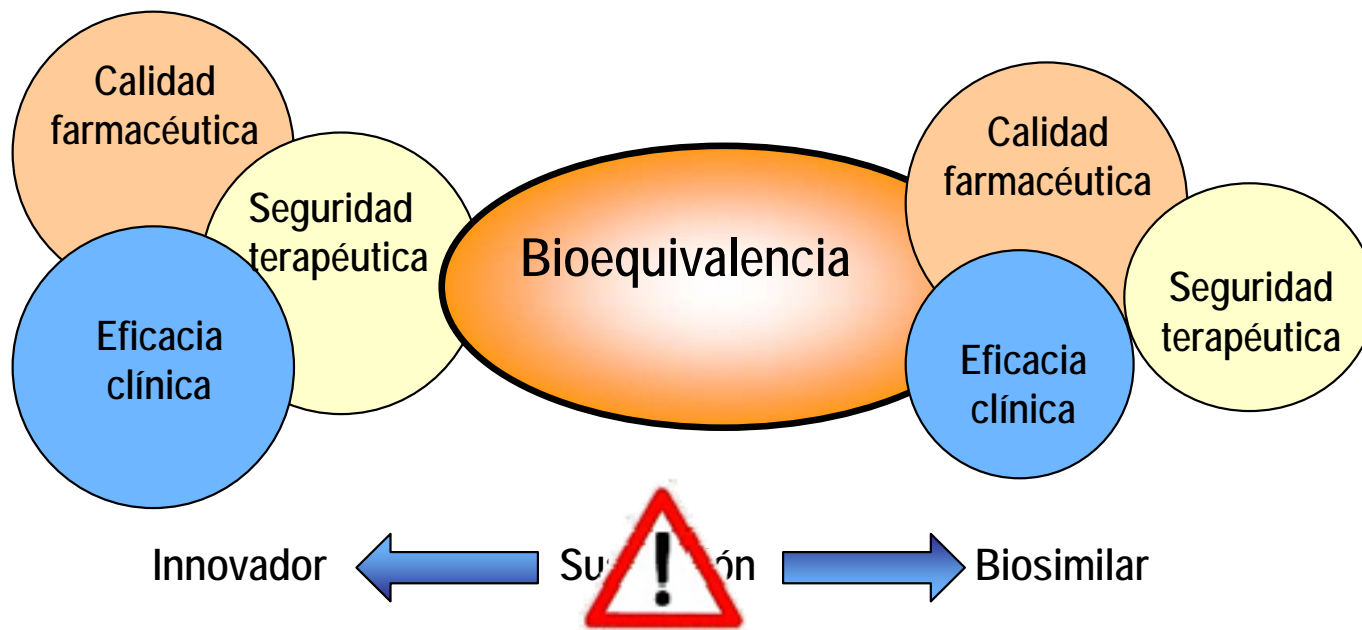 Calidad
farmacéutica
Seguridad
terapéutica
Eficacia
clínica
Bioequivalencia
Calidad
farmacéutica
Seguridad
terapéutica
Eficacia
clínica
Innovador
!
Biosimilar